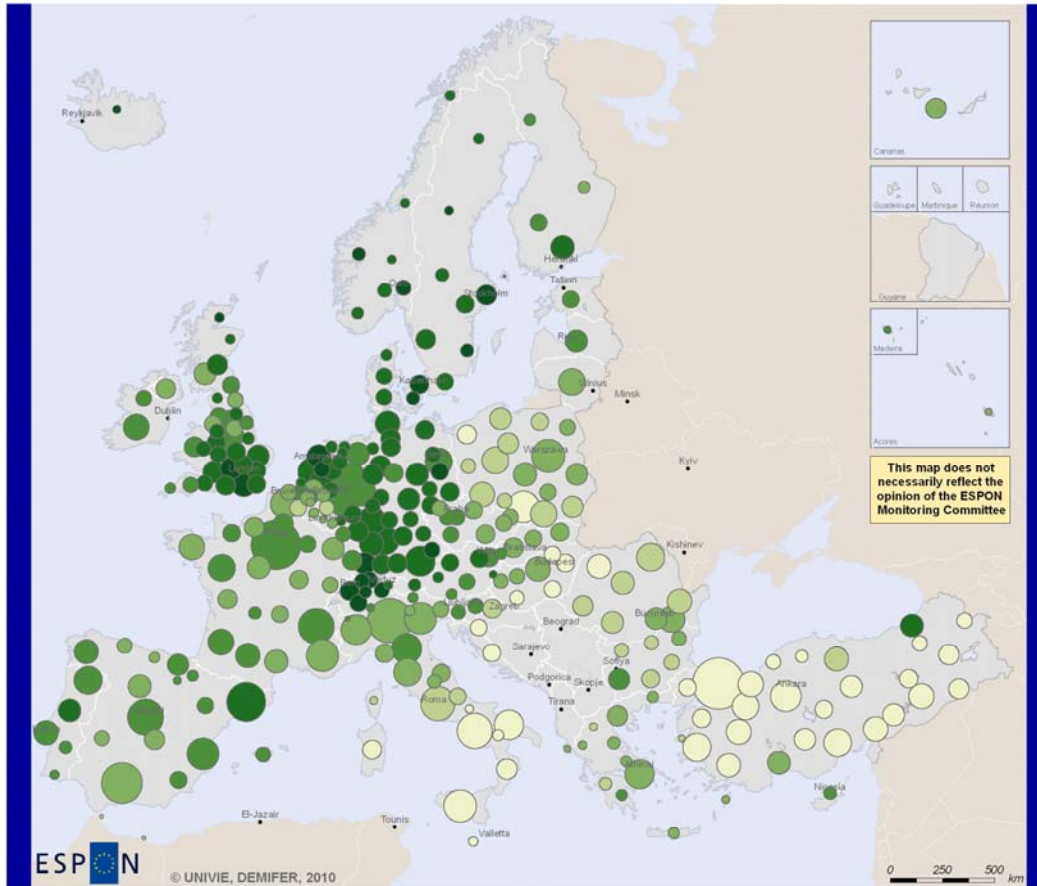 Reykjavik
Canarias
Guadeloupe
Martinique
Réunion
Helsinki
Tallinn
Guyane
Stockholm
Madeira
Dublin
Vilnius
Minsk
Acores
Warszawa
Kyiv
This map does not
necessarily reflect the
opinion of the ESPON
Monitoring Committee
Kishinev
Bratislava
Budapest
Zagreb
Beograd
Bucuresti
Sarajevo
Sofiya
Podgorica
Skopje
Roma
Tirana
Ankara
Nicosia
El-Jazair
Tounis
Valletta
ESPON
© UNIVIE, DEMIFER, 2010
0 250 500
km